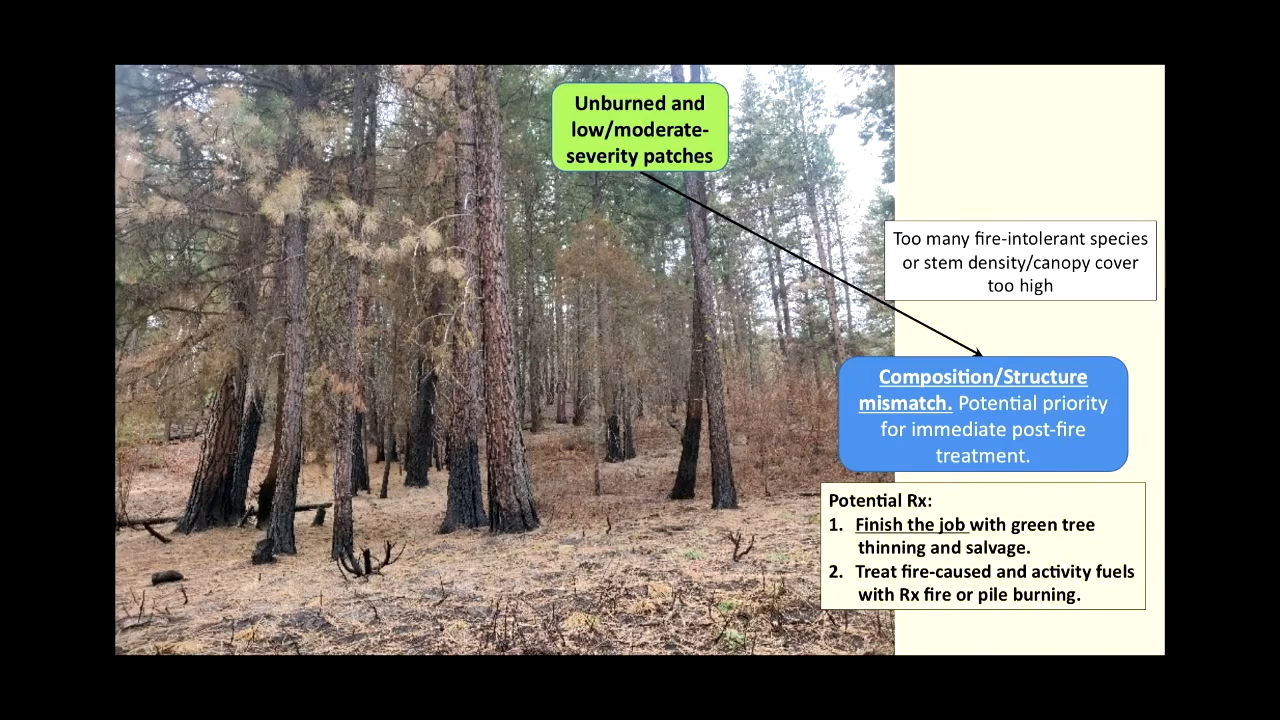 Unburned and
low/moderate-
severity patches
Too many fire-intolerant species
or stem density/canopy cover
too high
Composition/Structure
mismatch. Potential priority
for immediate post-fire
treatment.
Potential Rx:
1. Finish the job with green tree
thinning and salvage.
2. Treat fire-caused and activity fuels
with Rx fire or pile burning.